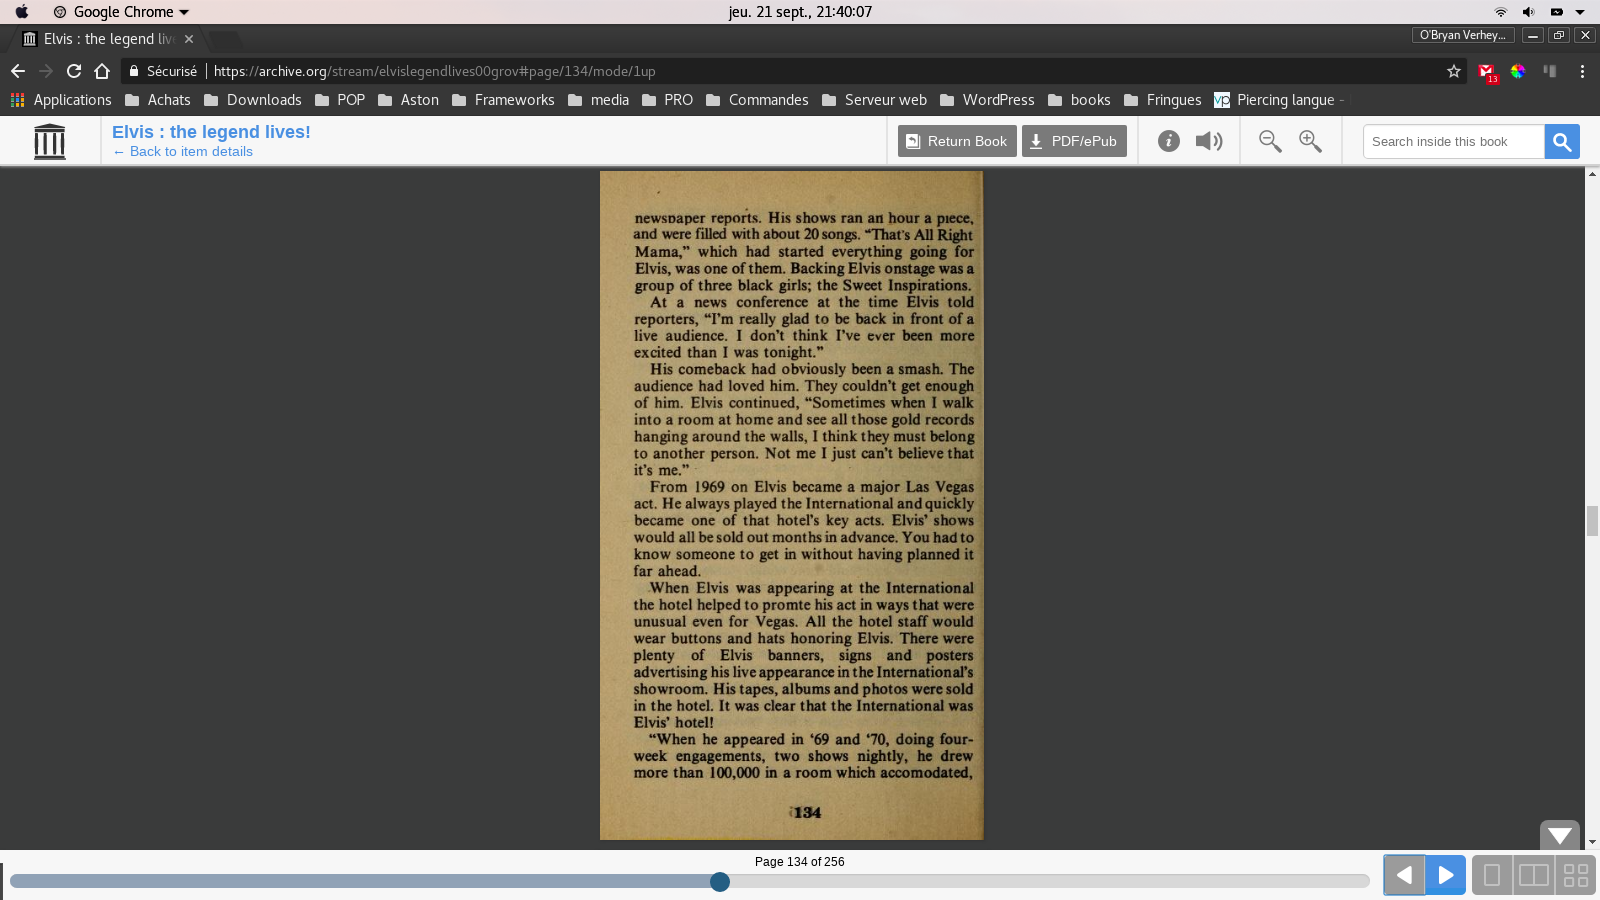 Google Chrome
jeu. 21 sept., 21:40:07
Elvis : the legend live
O'Bryan Verhey...
Sécurisé
https://archive.org/stream/elvislegendlives00grov#page/134/mode/1up
13
Applications
Achats
Downloads
POP
Aston
Frameworks
media
PRO
Commandes
Serveur web
WordPress
books
Fringues
vp
Piercing langue -
Elvis : the legend lives!
← Back to item details
Return Book
PDF/ePub
Search inside this book
newspaper reports. His shows ran an hour a piece,
and were filled with about 20 songs. “That's All Right
Mama,” which had started everything going for
Elvis, was one of them. Backing Elvis onstage was a
group of three black girls; the Sweet Inspirations.
At a news conference at the time Elvis told
reporters, “I'm really glad to be back in front of a
live audience. I don't think I've ever been more
excited than I was tonight.”
His comeback had obviously been a smash. The
audience had loved him. They couldn't get enough
of him. Elvis continued, “Sometimes when I walk
into a room at home and see all those gold records
hanging around the walls, I think they must belong
to another person. Not me I just can't believe that
it's me.”
From 1969 on Elvis became a major Las Vegas
act. He always played the International and quickly
became one of that hotel's key acts. Elvis' shows
would all be sold out months in advance. You had to
know someone to get in without having planned it
far ahead.
When Elvis was appearing at the International
the hotel helped to promte his act in ways that were
unusual even for Vegas. All the hotel staff would
wear buttons and hats honoring Elvis. There were
plenty of Elvis banners, signs and posters
advertising his live appearance in the International's
showroom. His tapes, albums and photos were sold
in the hotel. It was clear that the International was
Elvis' hotel!
“When he appeared in ‘69 and ‘70, doing four-
week engagements, two shows nightly, he drew
more than 100,000 in a room which accomodated,
134
Page 134 of 256